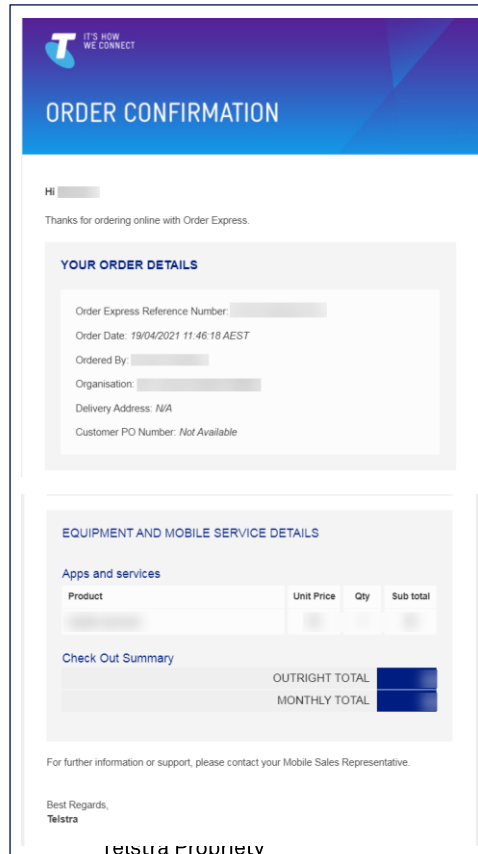 IT'S HOW
WE CONNECT
ORDER CONFIRMATION
Hi
Thanks for ordering online with Order Express.
YOUR ORDER DETAILS
Order Express Reference Number:
Order Date: 19/04/2021 11:46:18 AEST
Ordered By:
Organisation:
Delivery Address: N/A
Customer PO Number: Not Available
EQUIPMENT AND MOBILE SERVICE DETAILS
Apps and services
Product Unit Price Qty Sub total
Check Out Summary
OUTRIGHT TOTAL
MONTHLY TOTAL
For further information or support, please contact your Mobile Sales Representative.
Best Regards,
Telstra
Telstra Propriety